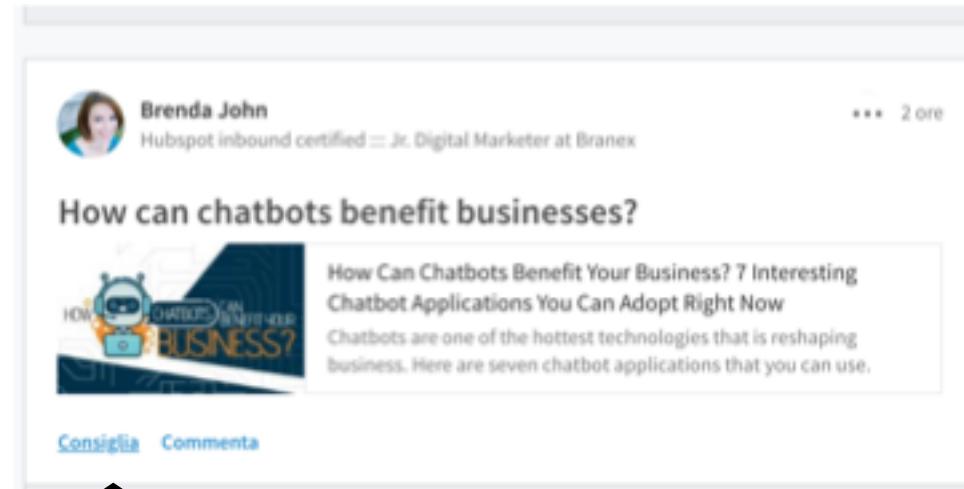 Brenda John
••• 2 ore
Hubspot inbound certified ::: Jr. Digital Marketer at Branex
How can chatbots benefit businesses?
HOW CHATBOTS CAN
BENEFIT YOUR
BUSINESS?
How Can Chatbots Benefit Your Business? 7 Interesting
Chatbot Applications You Can Adopt Right Now
Chatbots are one of the hottest technologies that is reshaping
business. Here are seven chatbot applications that you can use.
Consiglia Commenta